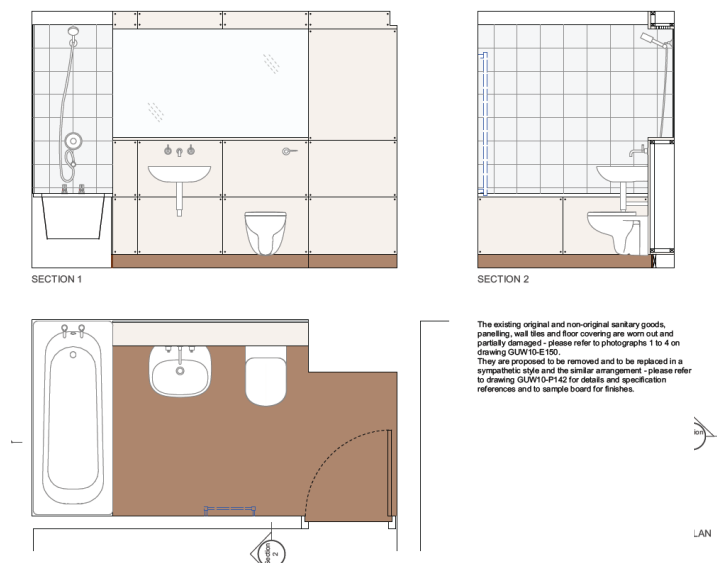 SECTION 1
SECTION 2
The existing original and non-original sanitary goods,
panelling, wall tiles and floor covering are worn out and
partially damaged - please refer to photographs 1 to 4 on
drawing GUW10-E150.
They are proposed to be removed and to be replaced in a
sympathetic style and the similar arrangement - please refer
to drawing GUW10-P142 for details and specification
references and to sample board for finishes.
ion
LAN
Section
2